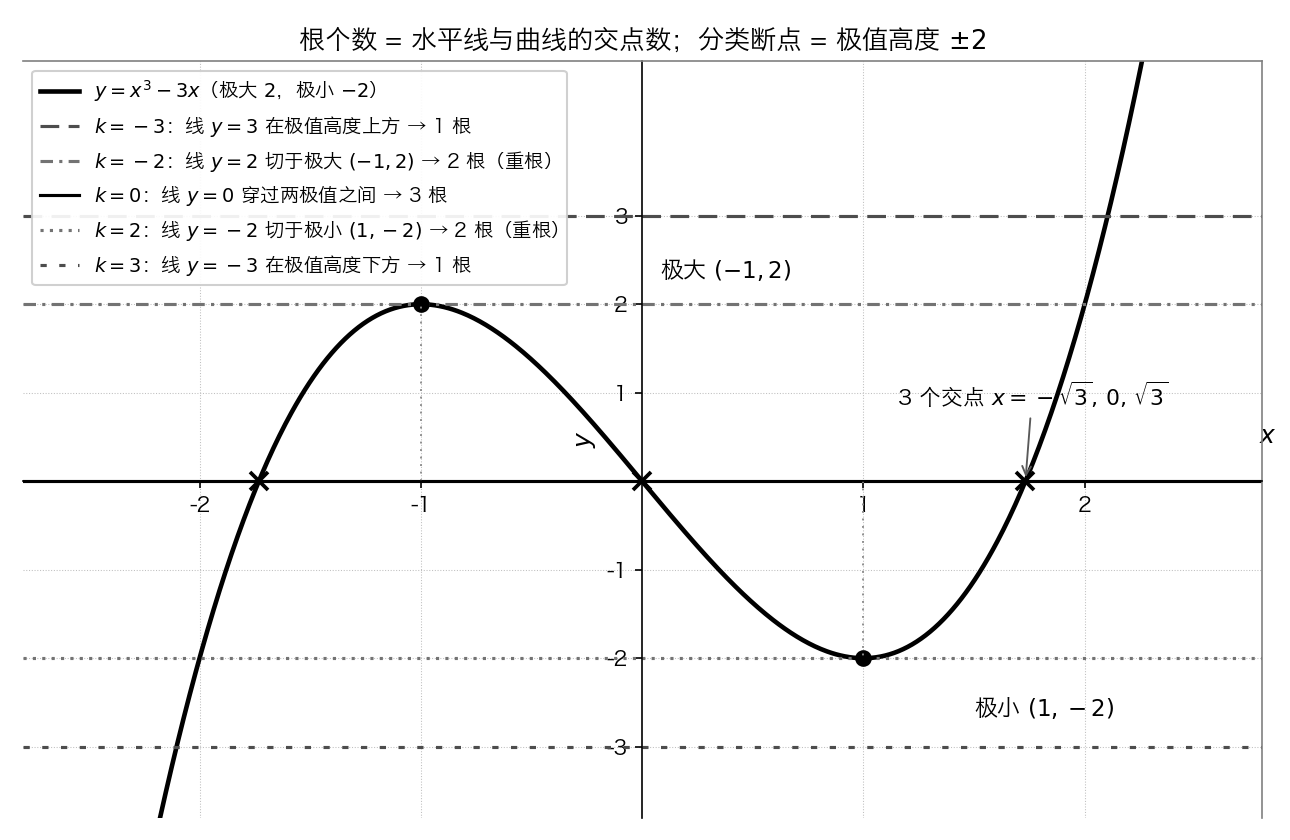 根个数 = 水平线与曲线的交点数；分类断点 = 极值高度 ±2
y = x³ − 3x（极大 2，极小 −2）
k = −3：线 y = 3 在极值高度上方 → 1 根
k = −2：线 y = 2 切于极大 (−1, 2) → 2 根（重根）
k = 0：线 y = 0 穿过两极值之间 → 3 根
k = 2：线 y = −2 切于极小 (1, −2) → 2 根（重根）
k = 3：线 y = −3 在极值高度下方 → 1 根
3
极大 (−1, 2)
2
1
3 个交点 x = −√3, 0, √3
y
x
-2 -1 1 2
-1
-2
极小 (1, −2)
-3